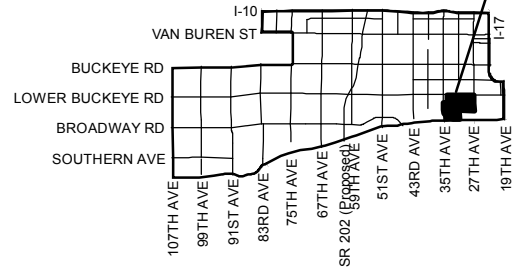 I-10
VAN BUREN ST
BUCKEYE RD
LOWER BUCKEYE RD
BROADWAY RD
SOUTHERN AVE
I-17
107TH AVE
99TH AVE
91ST AVE
83RD AVE
75TH AVE
67TH AVE
SR 202 (Proposed)
59TH AVE
51ST AVE
43RD AVE
35TH AVE
27TH AVE
19TH AVE